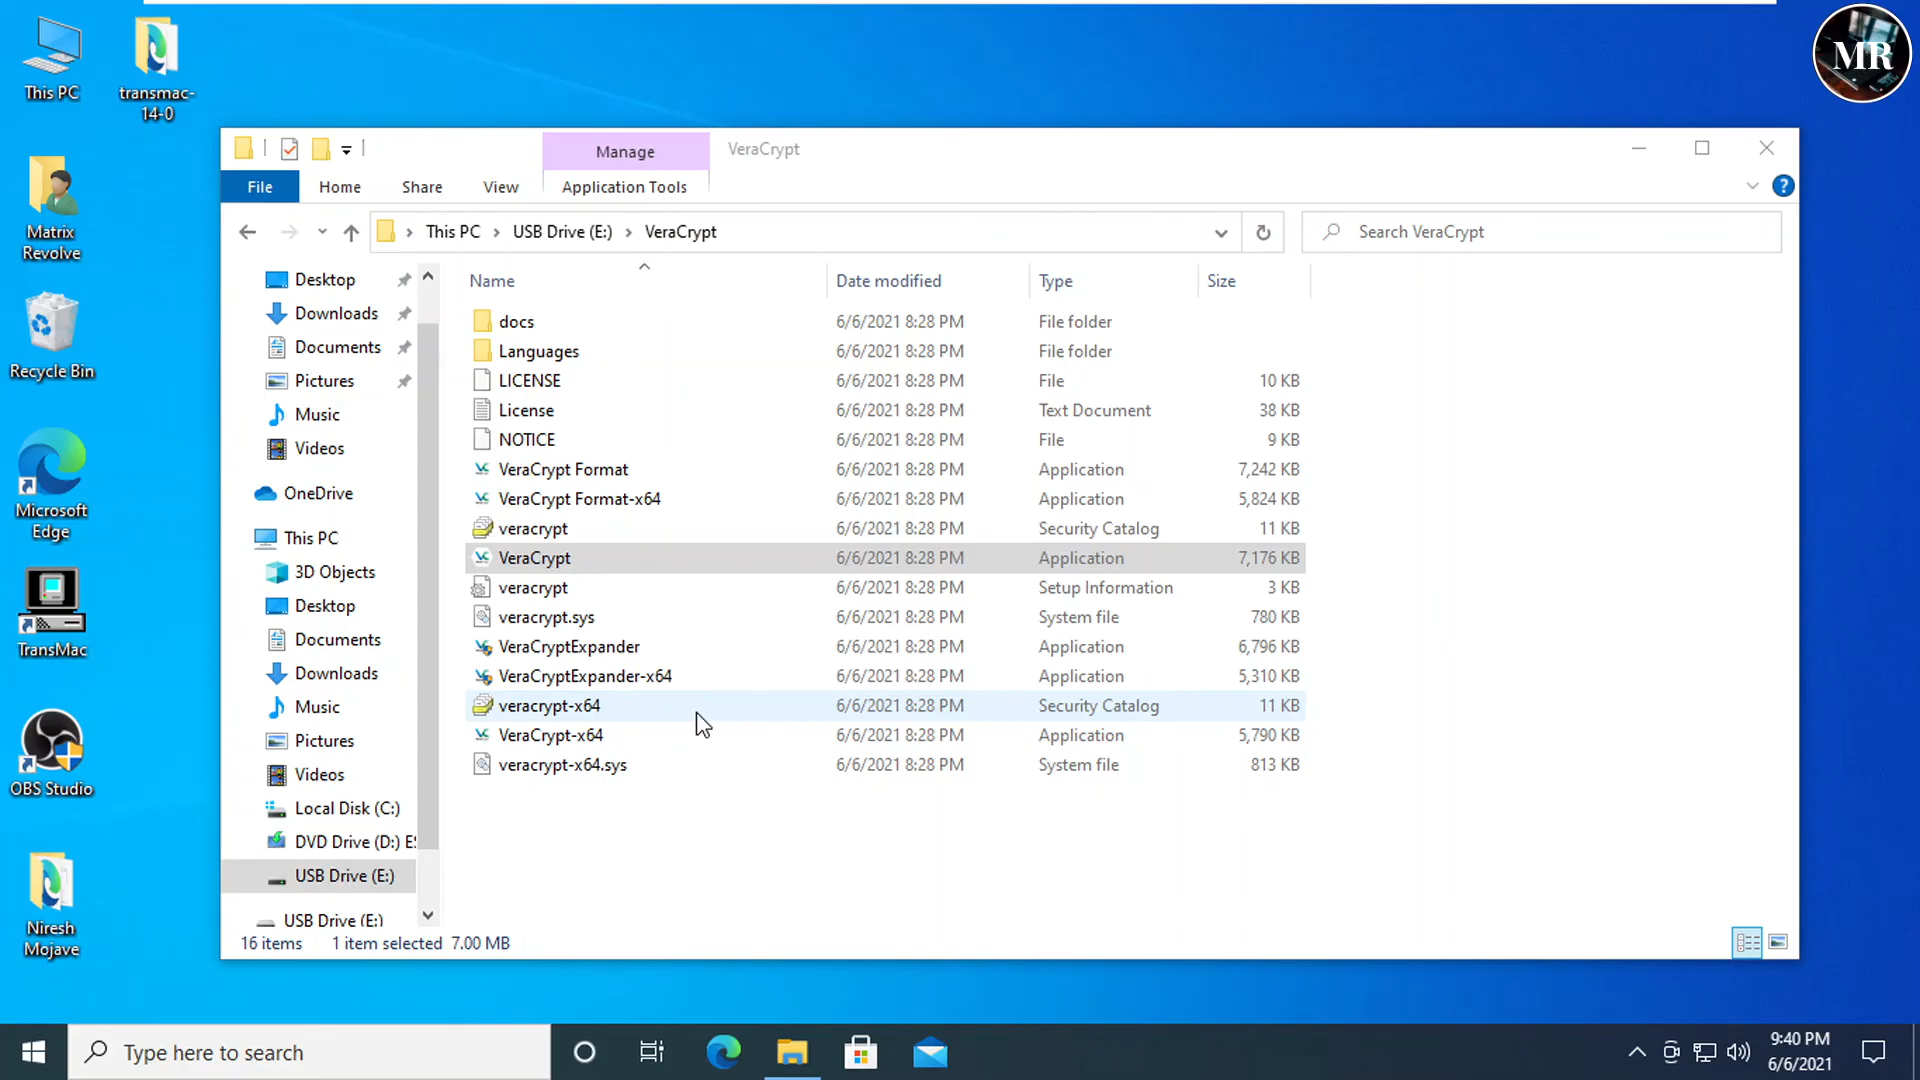 This PC
transmac-
14-0
MR
Matrix
Revolve
Recycle Bin
Microsoft
Edge
TransMac
OBS Studio
Niresh
Mojave
Manage
VeraCrypt
File
Home
Share
View
Application Tools
?
This PC
USB Drive (E:)
VeraCrypt
Search VeraCrypt
Desktop
Downloads
Documents
Pictures
Music
Videos
OneDrive
This PC
3D Objects
Desktop
Documents
Downloads
Music
Pictures
Videos
Local Disk (C:)
DVD Drive (D:) E
USB Drive (E:)
USB Drive (E:)
Name Date modified Type Size
docs 6/6/2021 8:28 PM File folder
Languages 6/6/2021 8:28 PM File folder
LICENSE 6/6/2021 8:28 PM File 10 KB
License 6/6/2021 8:28 PM Text Document 38 KB
NOTICE 6/6/2021 8:28 PM File 9 KB
VeraCrypt Format 6/6/2021 8:28 PM Application 7,242 KB
VeraCrypt Format-x64 6/6/2021 8:28 PM Application 5,824 KB
veracrypt 6/6/2021 8:28 PM Security Catalog 11 KB
VeraCrypt 6/6/2021 8:28 PM Application 7,176 KB
veracrypt 6/6/2021 8:28 PM Setup Information 3 KB
veracrypt.sys 6/6/2021 8:28 PM System file 780 KB
VeraCryptExpander 6/6/2021 8:28 PM Application 6,796 KB
VeraCryptExpander-x64 6/6/2021 8:28 PM Application 5,310 KB
veracrypt-x64 6/6/2021 8:28 PM Security Catalog 11 KB
VeraCrypt-x64 6/6/2021 8:28 PM Application 5,790 KB
veracrypt-x64.sys 6/6/2021 8:28 PM System file 813 KB
16 items 1 item selected 7.00 MB
Type here to search
9:40 PM
6/6/2021